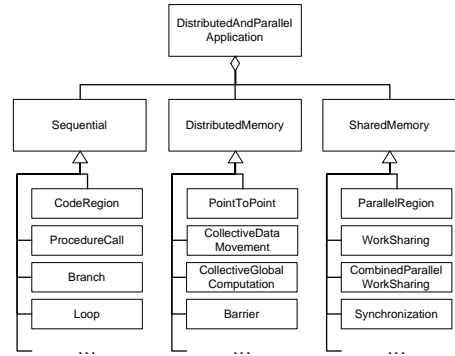 DistributedAndParallel
Application
Sequential
DistributedMemory
SharedMemory
CodeRegion
ProcedureCall
Branch
Loop
...
PointToPoint
CollectiveData
Movement
CollectiveGlobal
Computation
Barrier
...
ParallelRegion
WorkSharing
CombinedParallel
WorkSharing
Synchronization
...